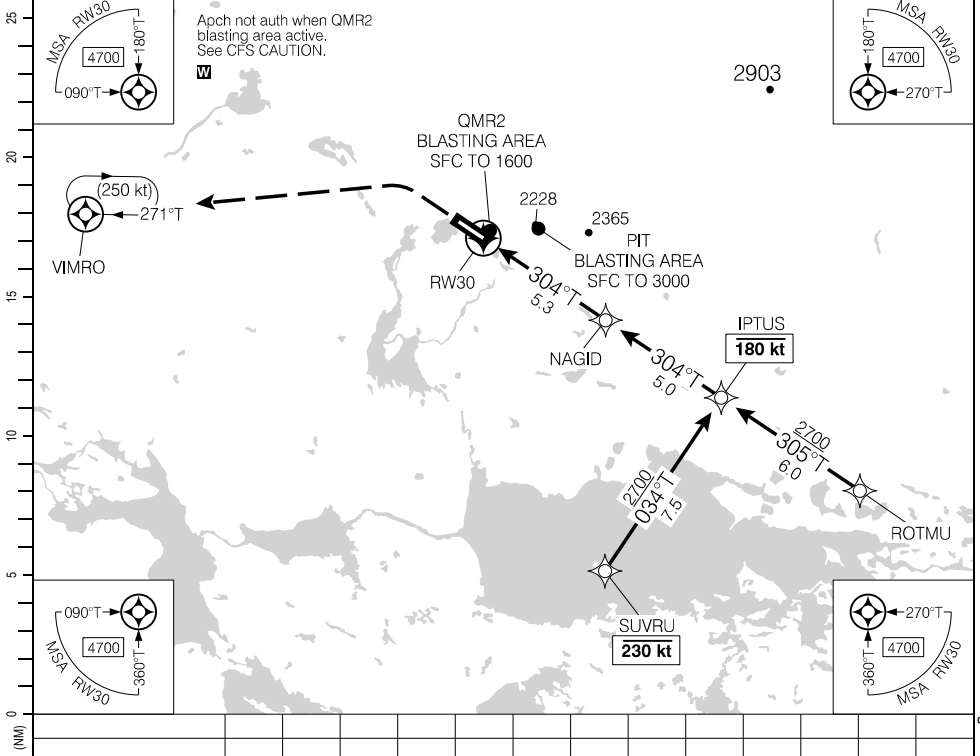 25
MSA RW30
180°T
4700
090°T
Apch not auth when QMR2
blasting area active.
See CFS CAUTION.
W
MSA RW30
180°T
4700
270°T
2903
20
QMR2
BLASTING AREA
SFC TO 1600
(250 kt)
271°T
VIMRO
2228
2365
PIT
BLASTING AREA
SFC TO 3000
RW30
304°T
5.3
15
NAGID
IPTUS
180 kt
304°T
5.0
10
2700
305°T
6.0
2700
034°T
7.5
ROTMU
5
090°T
4700
360°T
MSA RW30
SUVRU
230 kt
270°T
4700
360°T
MSA RW30
0
(NM)